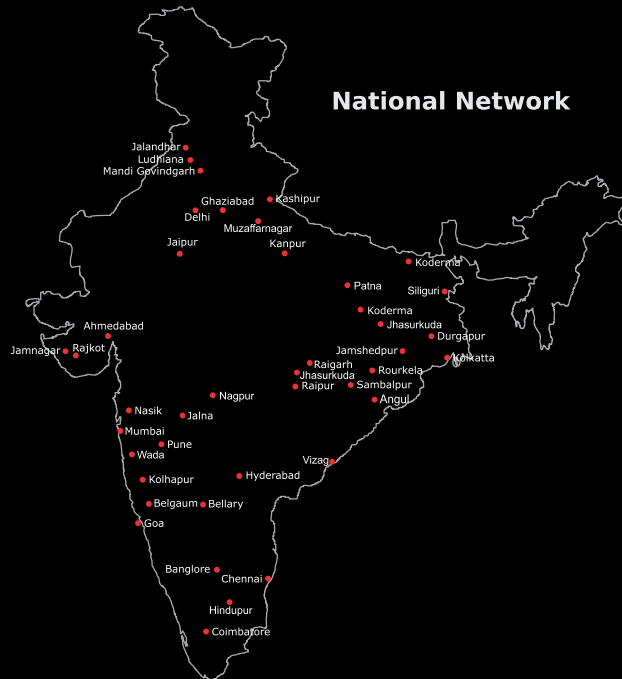 National Network
Jalandhar
Ludhiana
Mandi Govindgarh
Kashipur
Ghaziabad
Delhi
Muzaffarnagar
Jaipur
Kanpur
Koderma
Patna
Siliguri
Koderma
Jhasurkuda
Ahmedabad
Durgapur
Jamnagar
Rajkot
Jamshedpur
Kolkatta
Raigarh
Rourkela
Jhasurkuda
Raipur
Sambalpur
Nagpur
Angul
Nasik
Jalna
Mumbai
Pune
Wada
Vizag
Kolhapur
Hyderabad
Belgaum
Bellary
Goa
Banglore
Chennai
Hindupur
Coimbatore